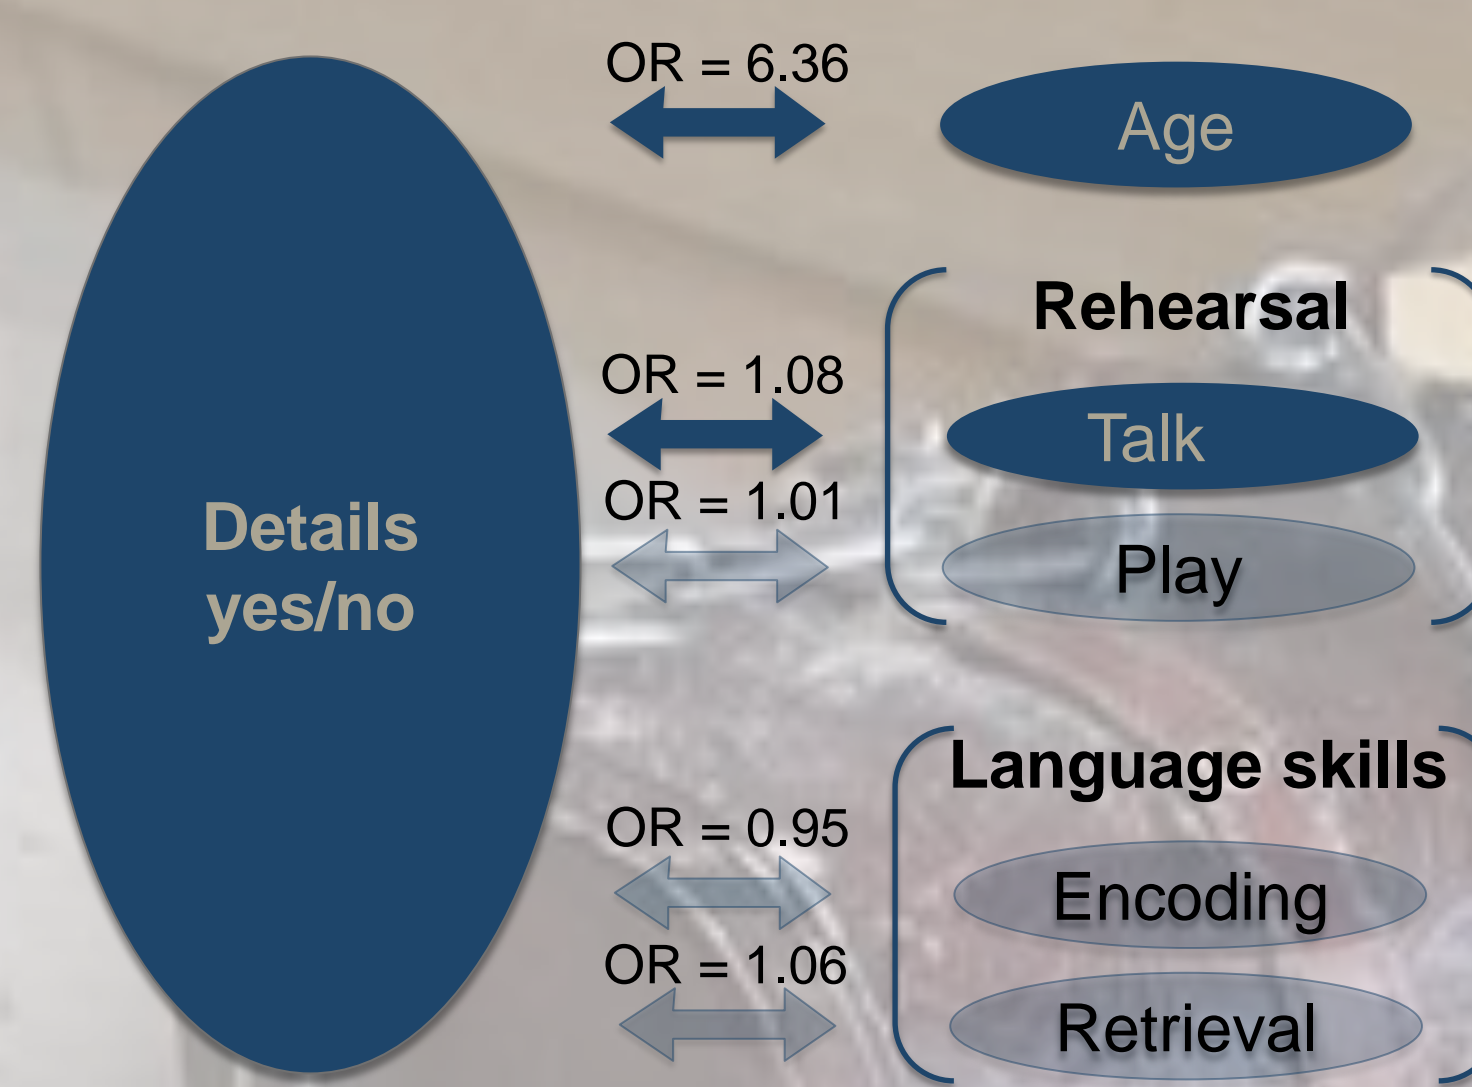 OR = 6.36
Age
Rehearsal
OR = 1.08
Talk
OR = 1.01
Play
Details
yes/no
Language skills
OR = 0.95
Encoding
OR = 1.06
Retrieval